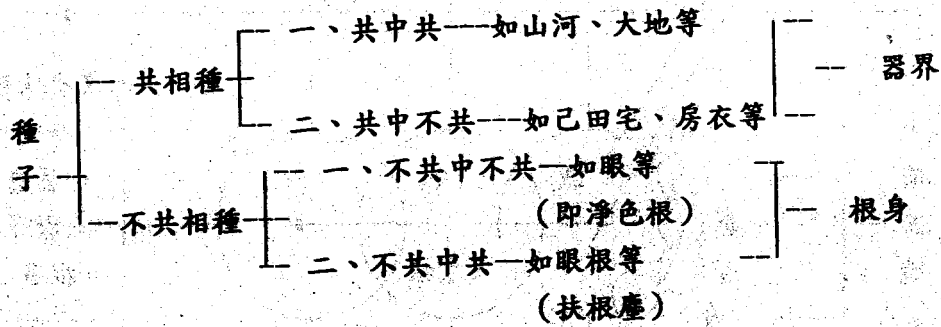 一、共中共---如山河、大地等
共相種
器界
種子
二、共中不共---如己田宅、房衣等
一、不共中不共—如眼等
(即淨色根)
不共相種
根身
二、不共中共—如眼根等
(扶根塵)